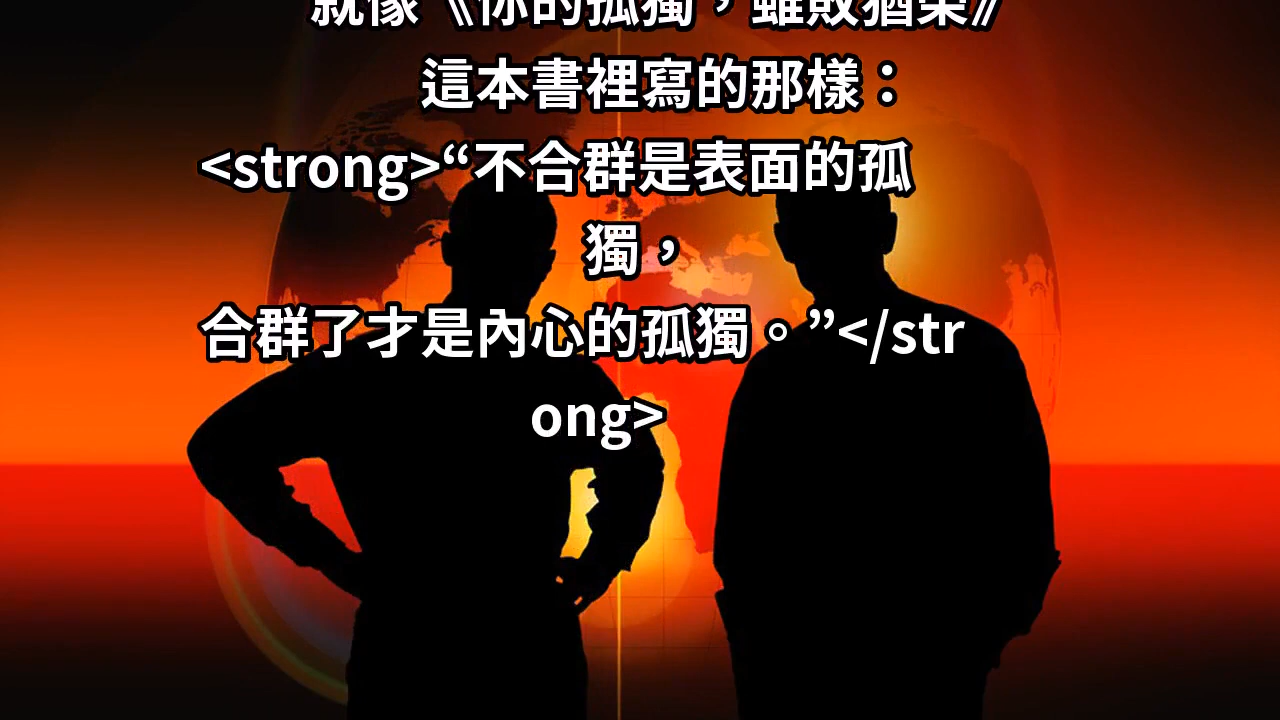 就像《你的孤獨，雖敗猶榮》
這本書裡寫的那樣：
<strong>“不合群是表面的孤
獨，
合群了才是內心的孤獨。”</str
ong>